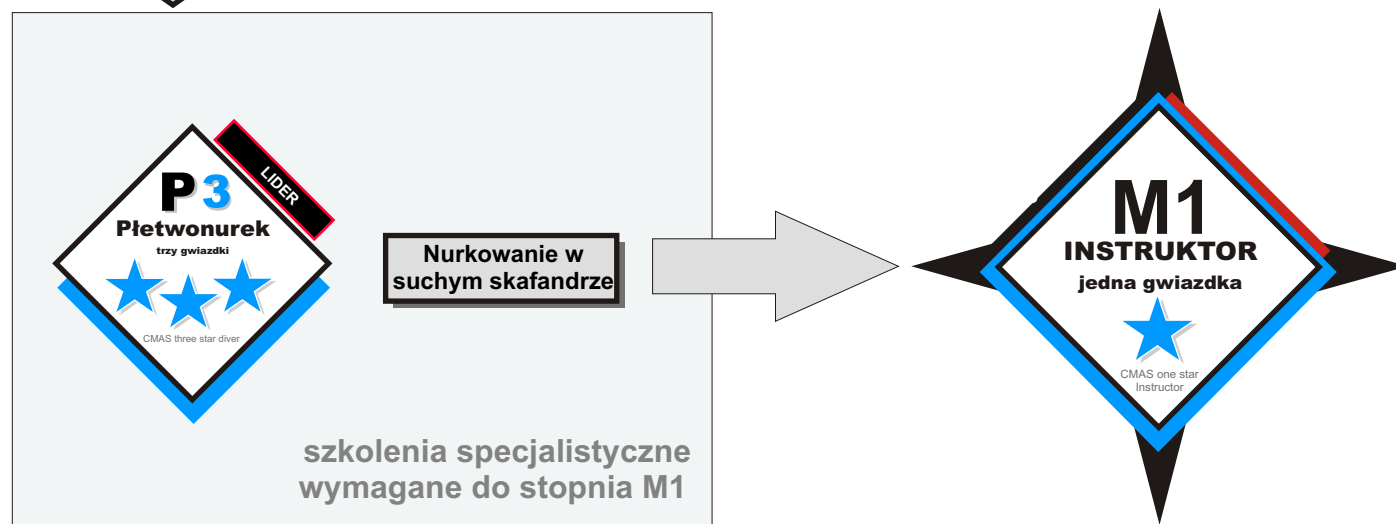 LIDER
P3
Płetwonurek
trzy gwiazdki
CMAS three star diver
Nurkowanie w
suchym skafandrze
szkolenia specjalistyczne
wymagane do stopnia M1
M1
INSTRUKTOR
jedna gwiazdka
CMAS one star
Instructor